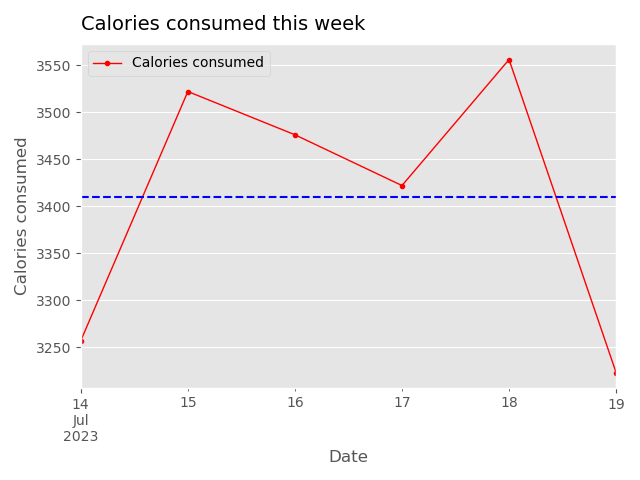 Calories consumed this week
Calories consumed
3550
3500
3450
3400
3350
3300
3250
Calories consumed
14 15 16 17 18 19
Jul
2023
Date